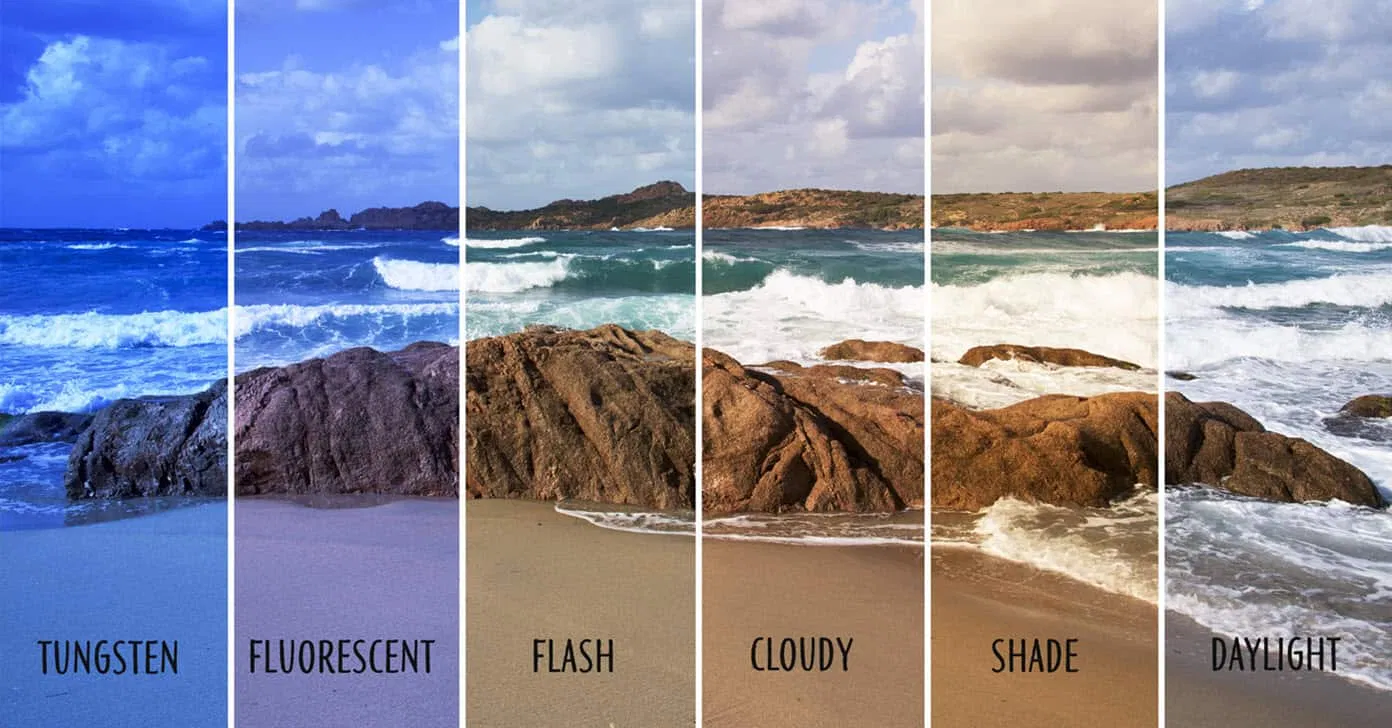 TUNGSTEN
FLUORESCENT
FLASH
CLOUDY
SHADE
DAYLIGHT